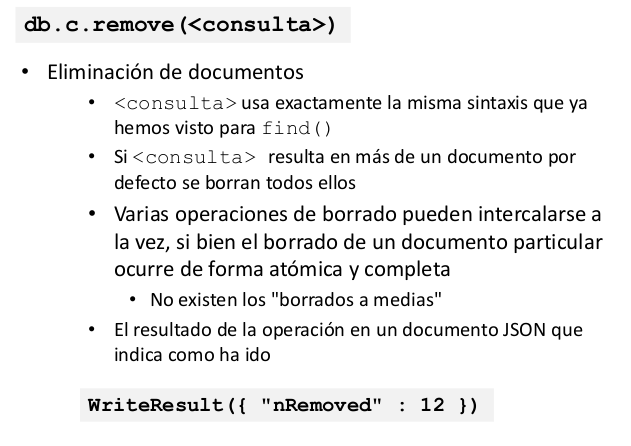 db.c.remove(<consulta>)
• Eliminación de documentos
• <consulta> usa exactamente la misma sintaxis que ya
hemos visto para find()
• Si <consulta> resulta en más de un documento por
defecto se borran todos ellos
• Varias operaciones de borrado pueden intercalarse a
la vez, si bien el borrado de un documento particular
ocurre de forma atómica y completa
• No existen los "borrados a medias"
• El resultado de la operación en un documento JSON que
indica como ha ido
WriteResult({ "nRemoved" : 12 })